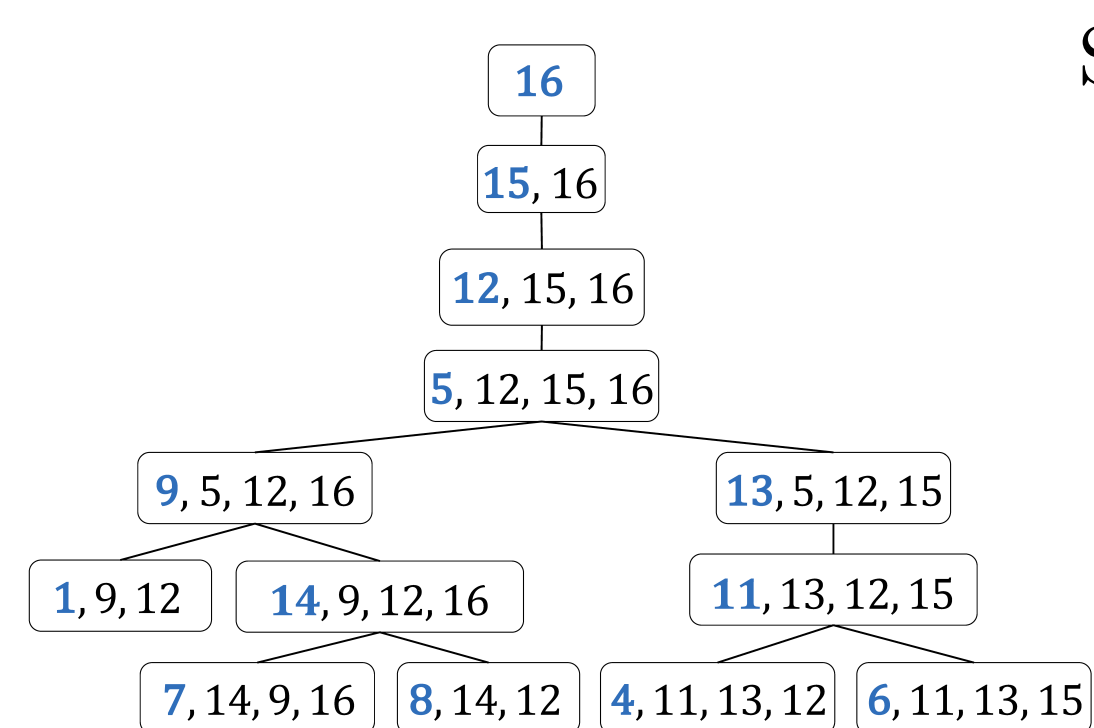 16
15, 16
12, 15, 16
5, 12, 15, 16
9, 5, 12, 16
13, 5, 12, 15
1, 9, 12
14, 9, 12, 16
11, 13, 12, 15
7, 14, 9, 16
8, 14, 12
4, 11, 13, 12
6, 11, 13, 15